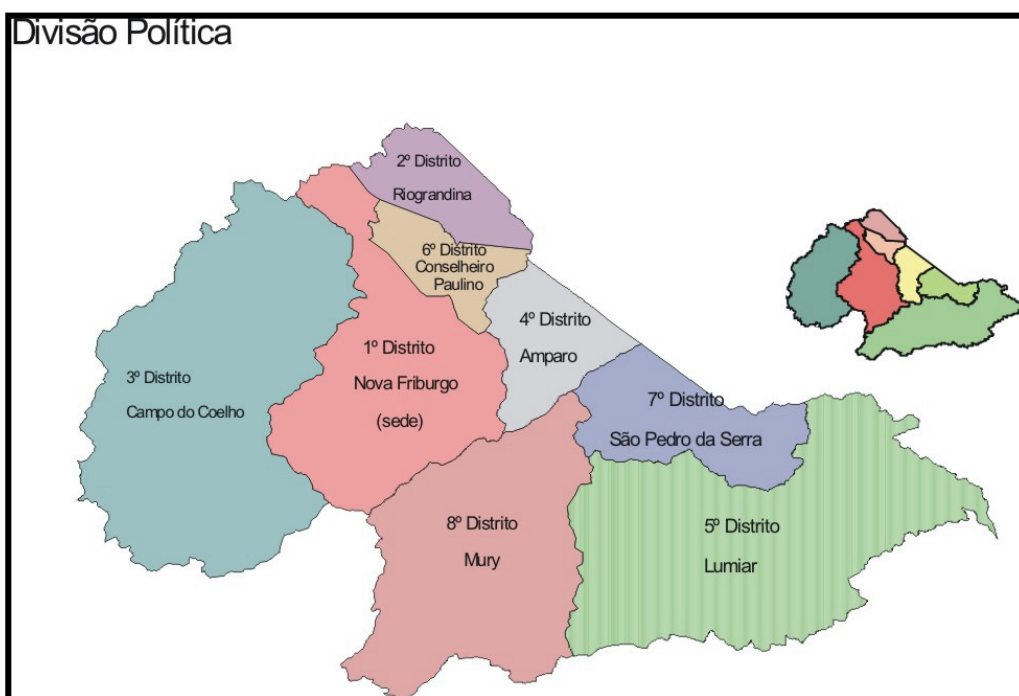 Divisão Política
2º Distrito
Riograndina
6º Distrito
Conselheiro
Paulino
4º Distrito
Amparo
1º Distrito
Nova Friburgo
(sede)
3º Distrito
Campo do Coelho
7º Distrito
São Pedro da Serra
8º Distrito
Mury
5º Distrito
Lumiar